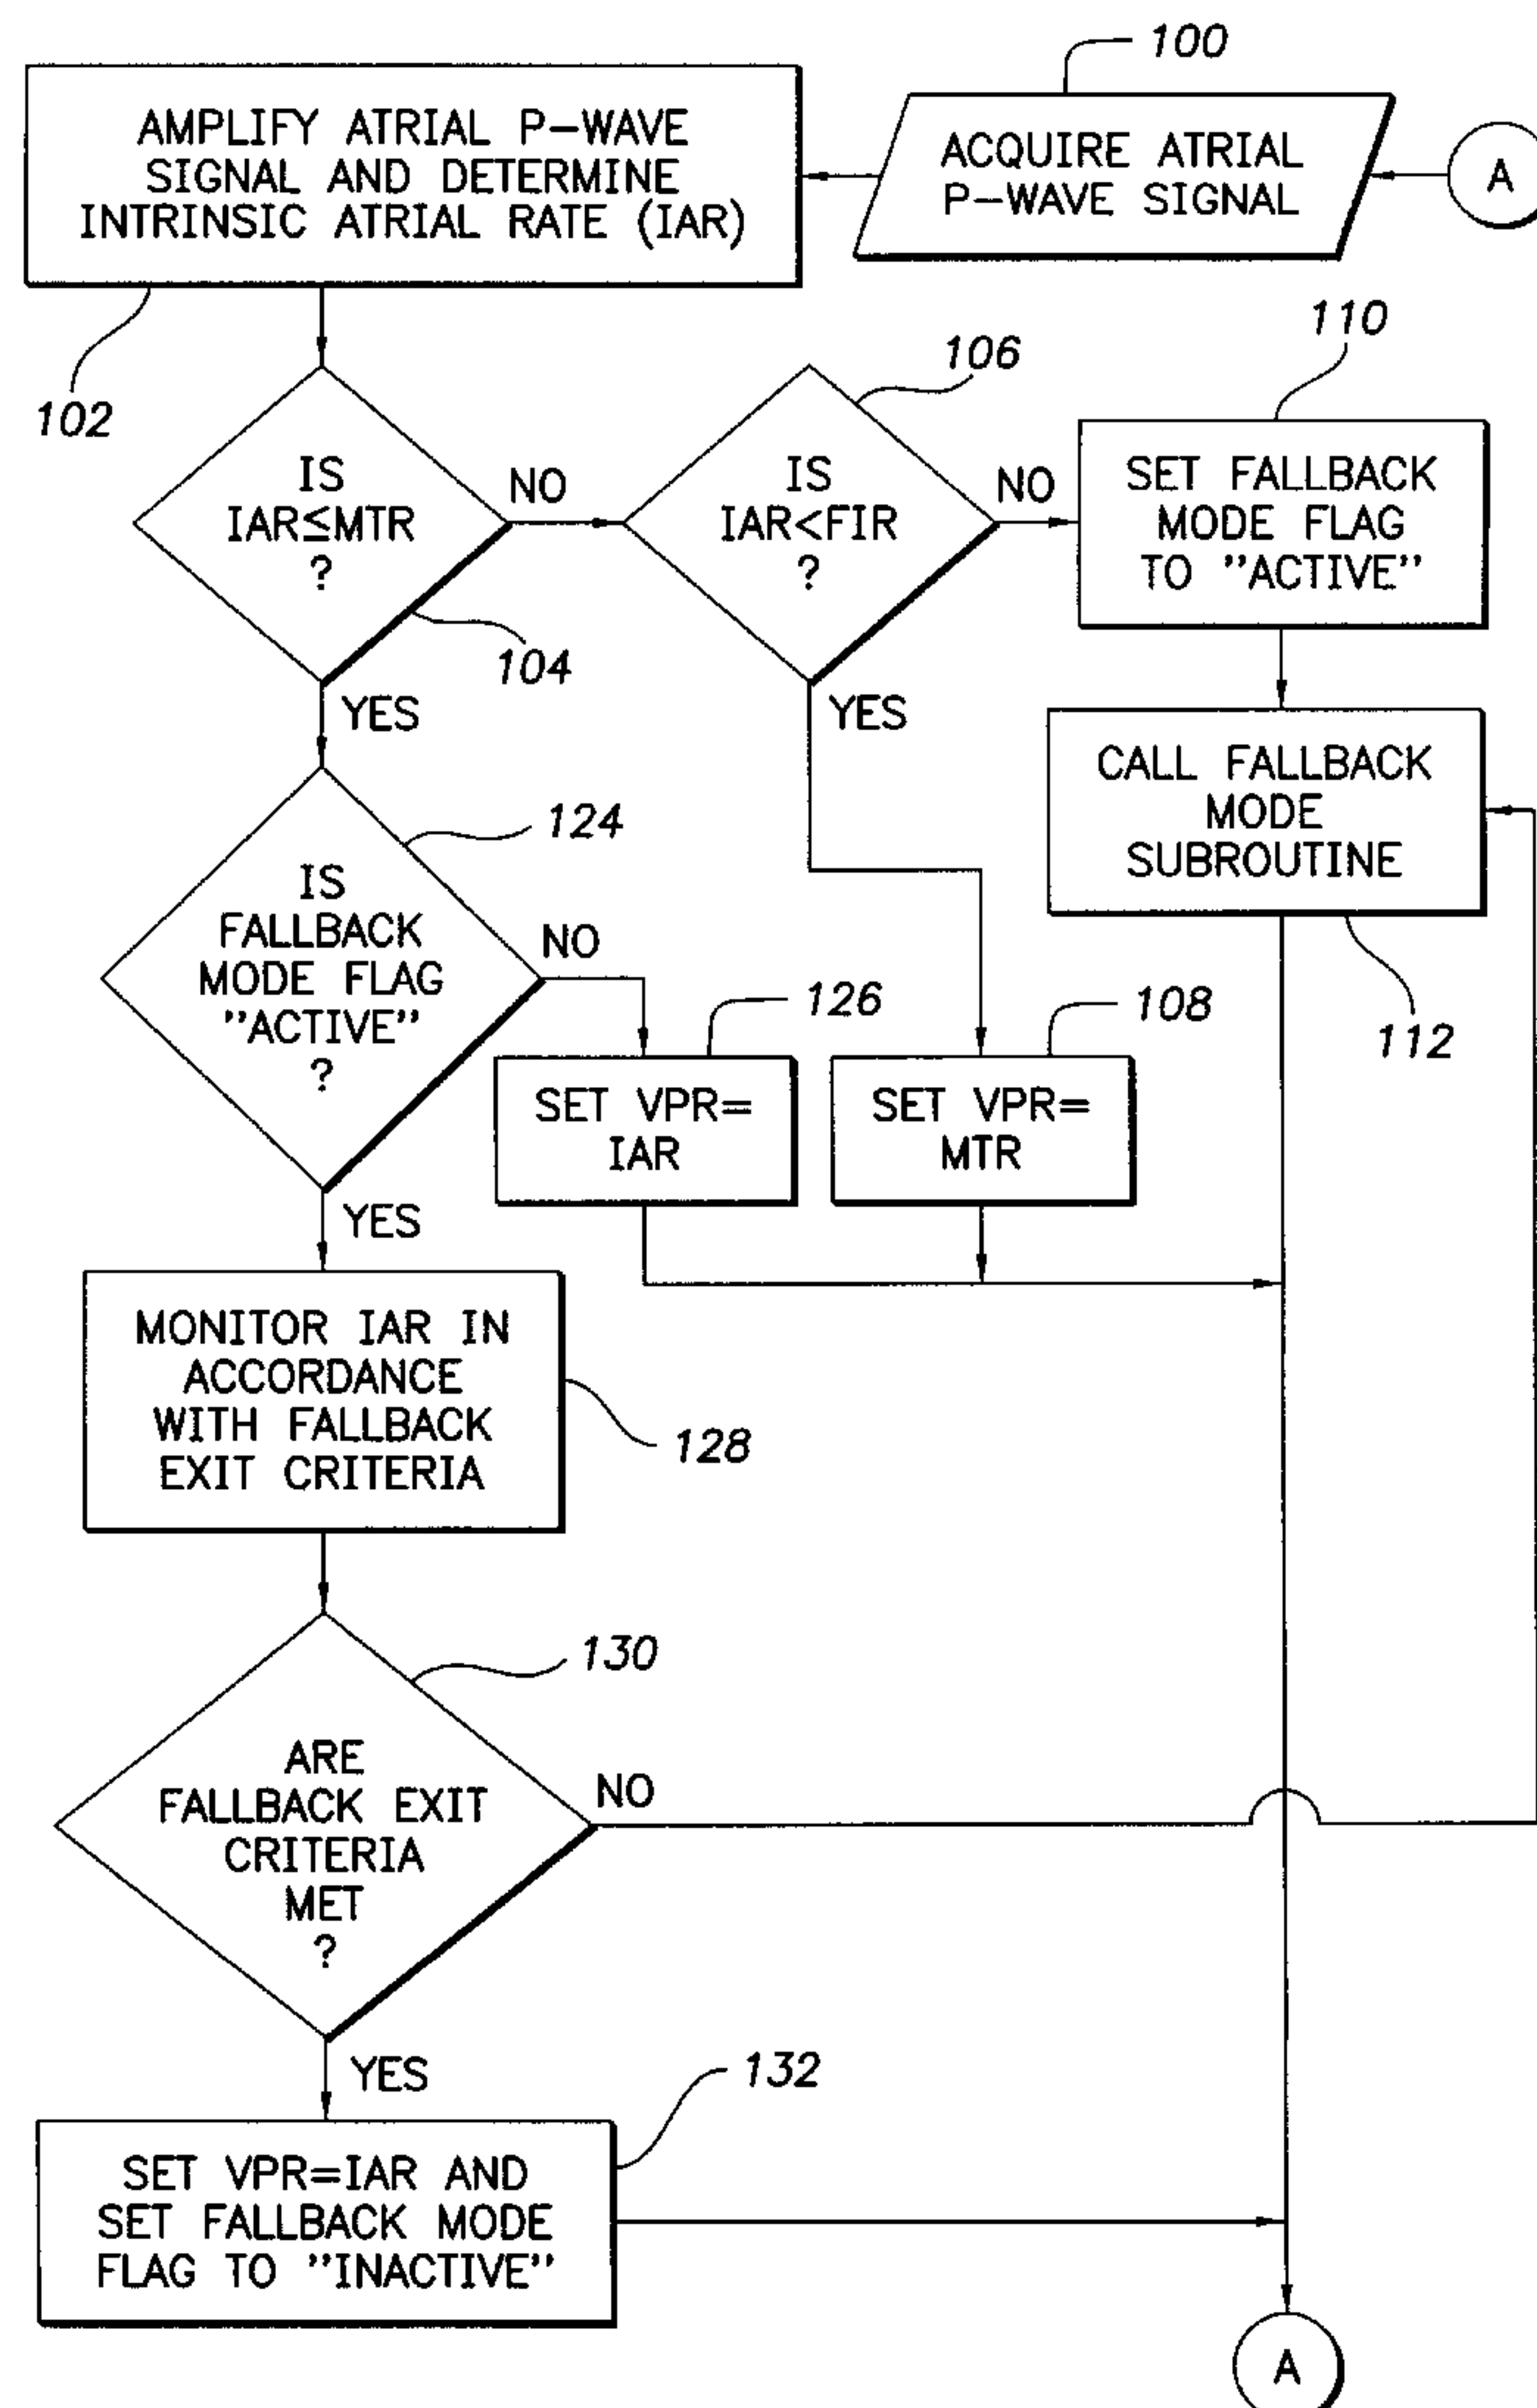 100
AMPLIFY ATRIAL P-WAVE
SIGNAL AND DETERMINE
INTRINSIC ATRIAL RATE (IAR)
ACQUIRE ATRIAL
P-WAVE SIGNAL
A
102
IS
IAR≤MTR
?
NO
104
YES
106
IS
IAR<FIR
?
NO
YES
110
SET FALLBACK
MODE FLAG
TO "ACTIVE"
CALL FALLBACK
MODE
SUBROUTINE
112
124
IS
FALLBACK
MODE FLAG
"ACTIVE"
?
NO
YES
126
SET VPR=
IAR
108
SET VPR=
MTR
MONITOR IAR IN
ACCORDANCE
WITH FALLBACK
EXIT CRITERIA
128
130
ARE
FALLBACK EXIT
CRITERIA
MET
?
NO
YES
132
SET VPR=IAR AND
SET FALLBACK MODE
FLAG TO "INACTIVE"
A